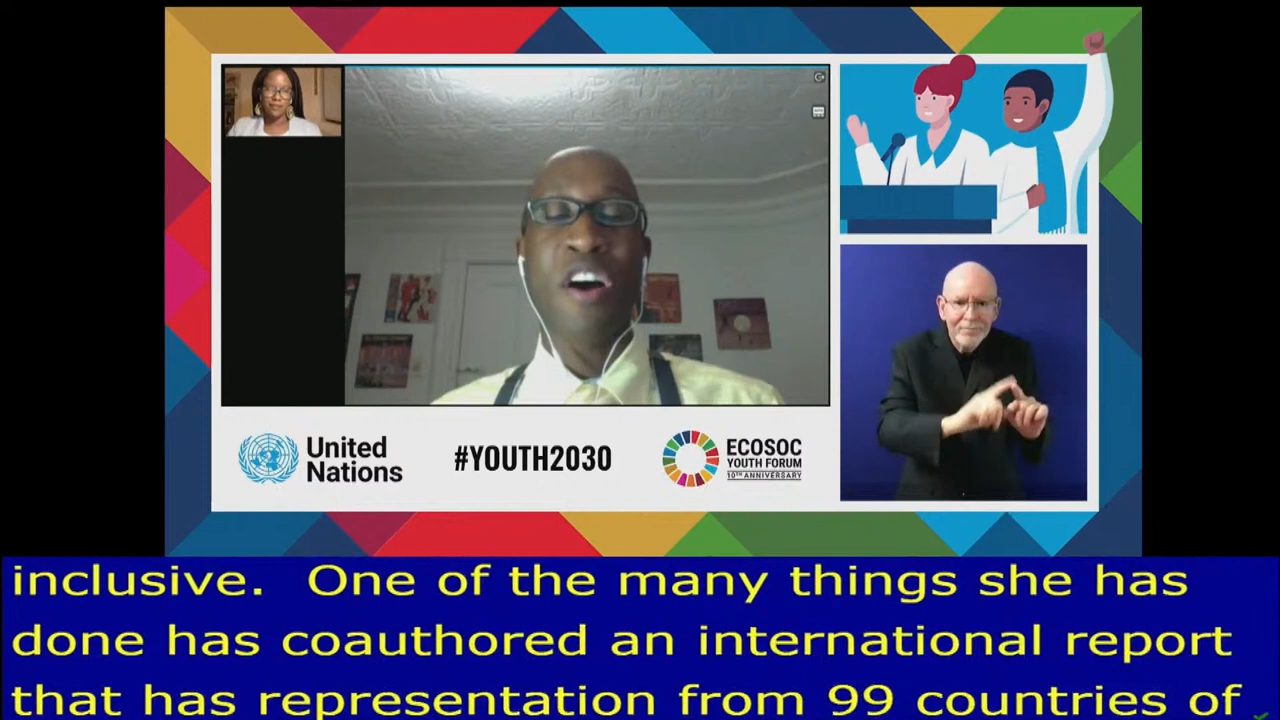 United
Nations
#YOUTH2030
ECOSOC
YOUTH FORUM
10TH ANNIVERSARY
inclusive. One of the many things she has
done has coauthored an international report
that has representation from 99 countries of